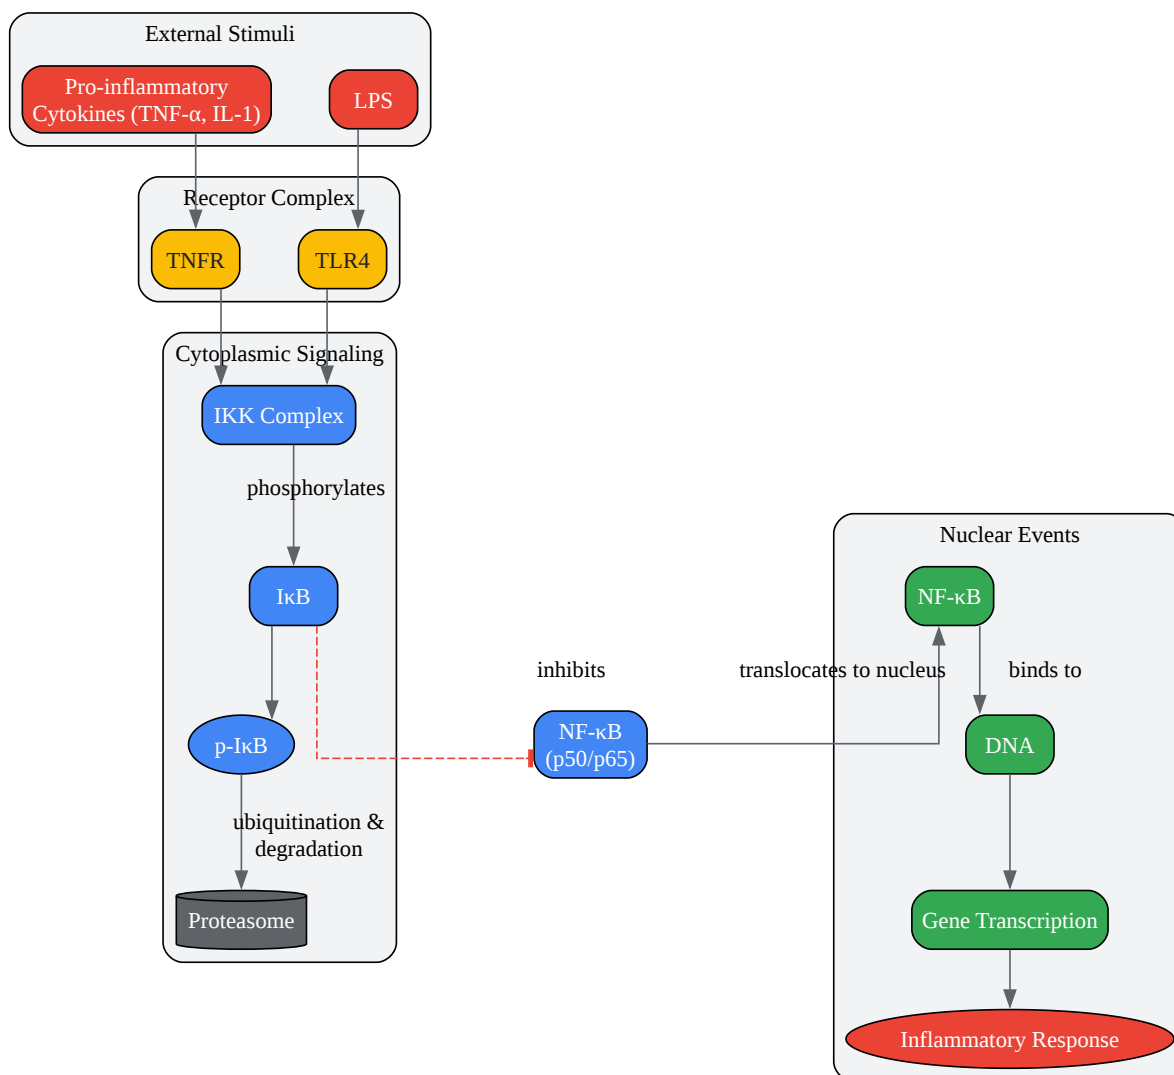 External Stimuli
Pro-inflammatory
Cytokines (TNF-α, IL-1)
LPS
Receptor Complex
TNFR
TLR4
Cytoplasmic Signaling
IKK Complex
phosphorylates
IκB
p-IκB
ubiquitination &
degradation
Proteasome
inhibits
NF-κB
(p50/p65)
translocates to nucleus
Nuclear Events
NF-κB
binds to
DNA
Gene Transcription
Inflammatory Response